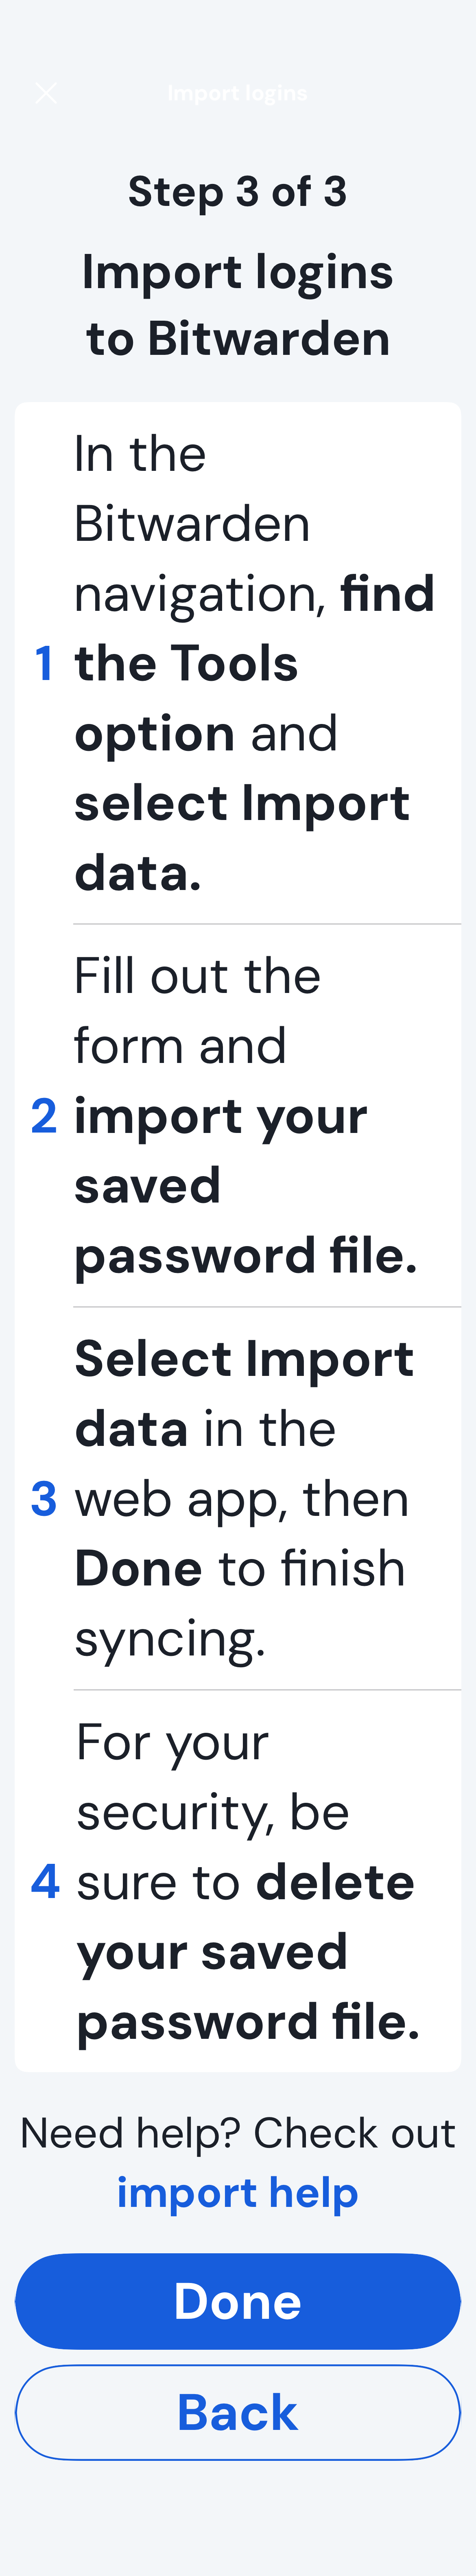 Import logins
Step 3 of 3
Import logins
to Bitwarden
In the
Bitwarden
navigation, find
1 the Tools
option and
select Import
data.
Fill out the
form and
2 import your
saved
password file.
Select Import
data in the
3 web app, then
Done to finish
syncing.
For your
security, be
4 sure to delete
your saved
password file.
Need help? Check out
import help
Done
Back